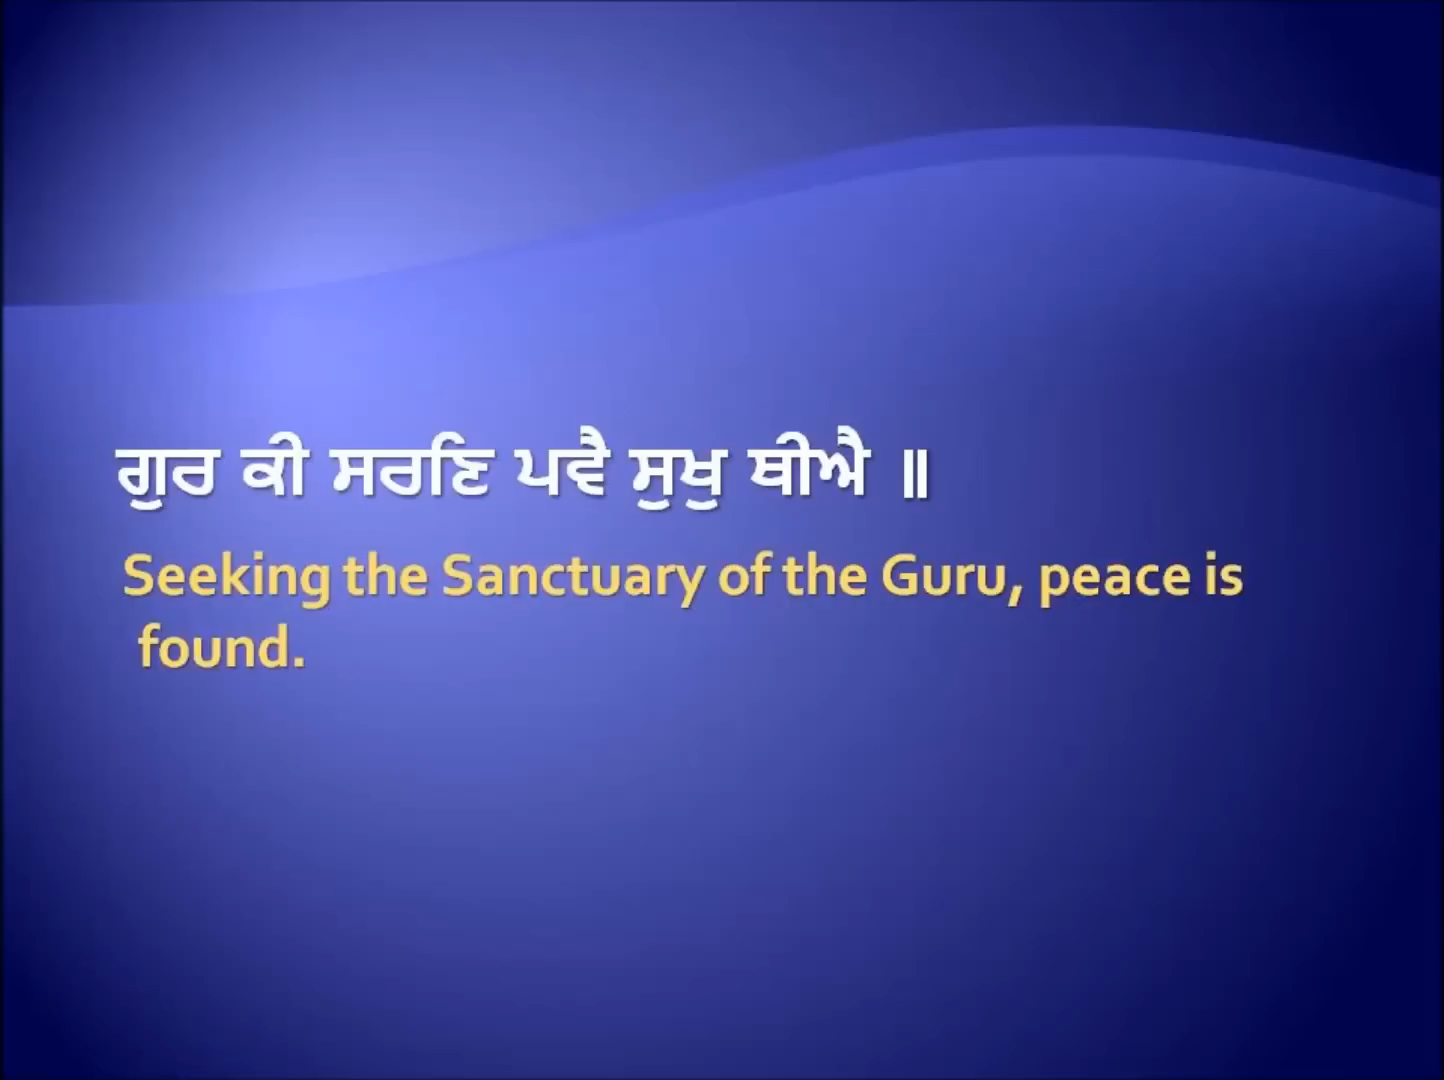 ਗੁਰ ਕੀ ਸਰਣਿ ਪਵੈ ਸੁਖੁ ਥੀਐ ॥
Seeking the Sanctuary of the Guru, peace is
found.